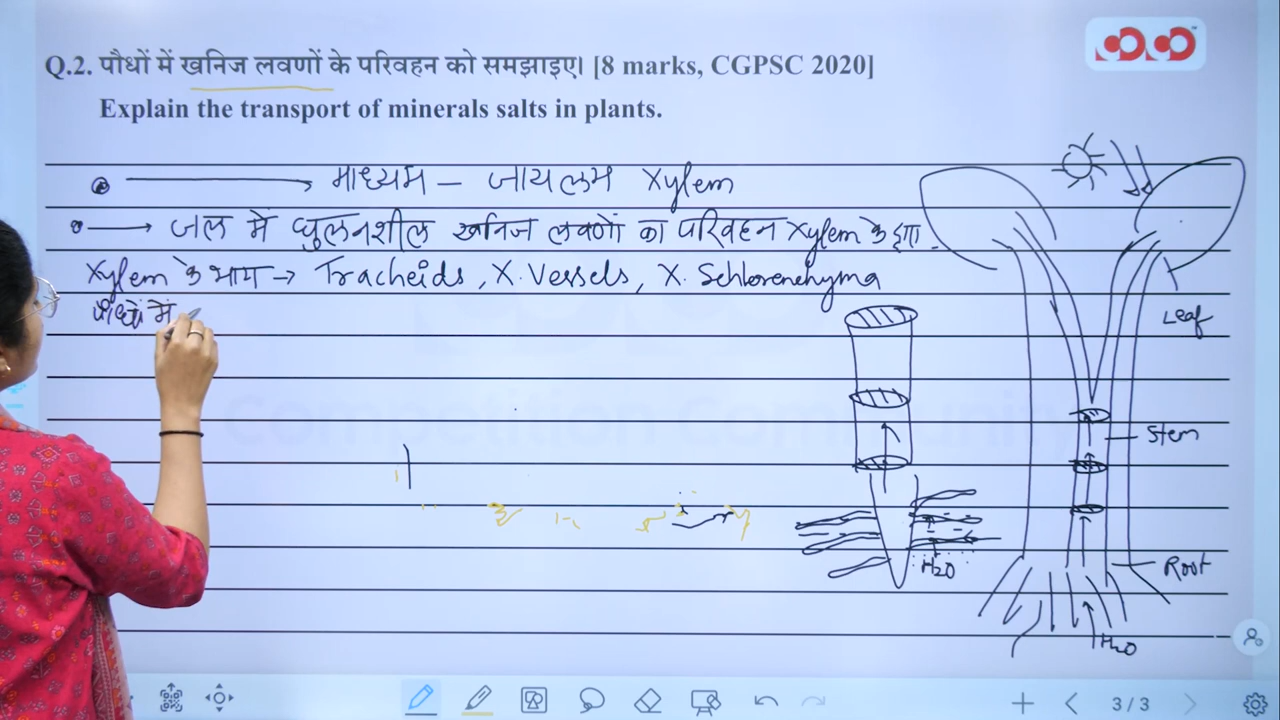 Q.2. पौधों में खनिज लवणों के परिवहन को समझाइए। [8 marks, CGPSC 2020]
Explain the transport of minerals salts in plants.
माध्यम – जायलम Xylem
→ जल में घुलनशील खनिज लवणों का परिवहन Xylem के द्वारा
Xylem के भाग → Tracheids, X. Vessels, X. Schlorenchyma
पौधों में
Leaf
Stem
Root
H2O
H2O
Competition Community
3 / 3